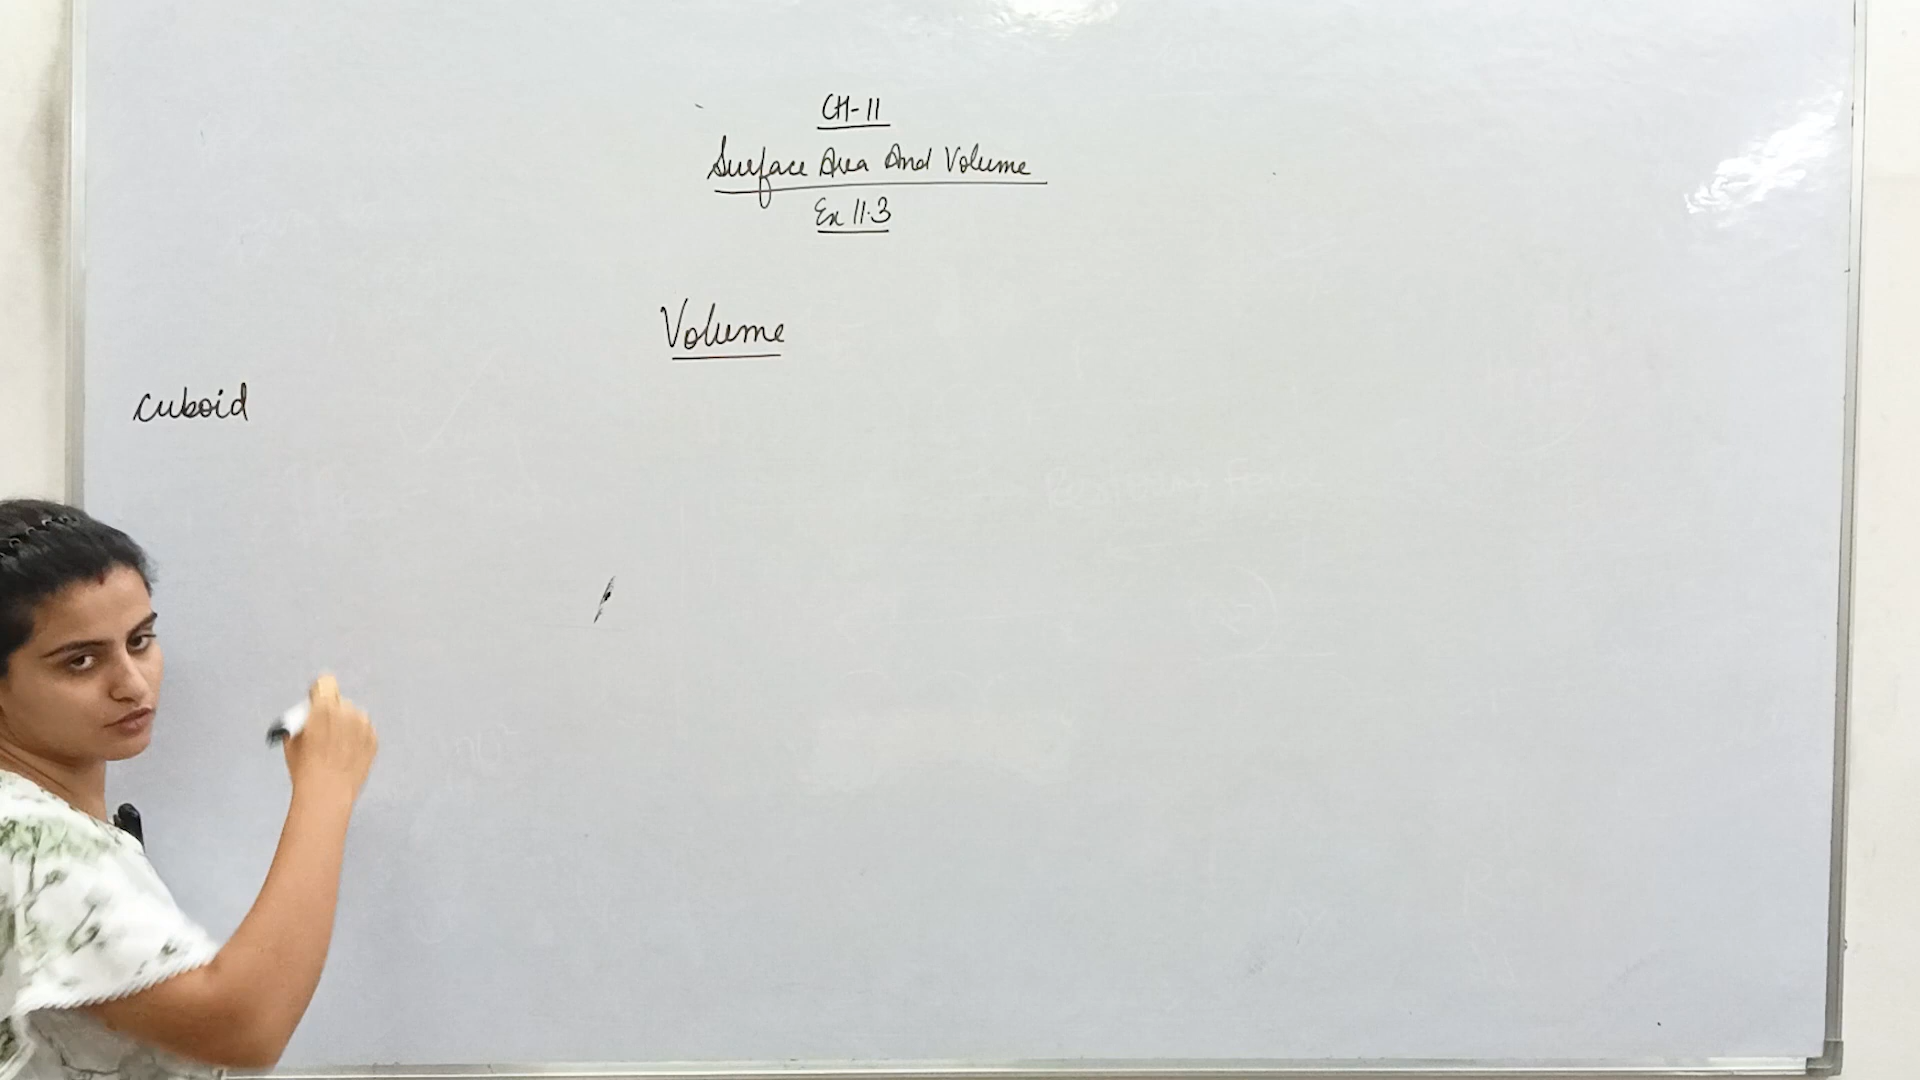 CH-11
Surface Area And Volume
Ex 11.3
Volume
cuboid